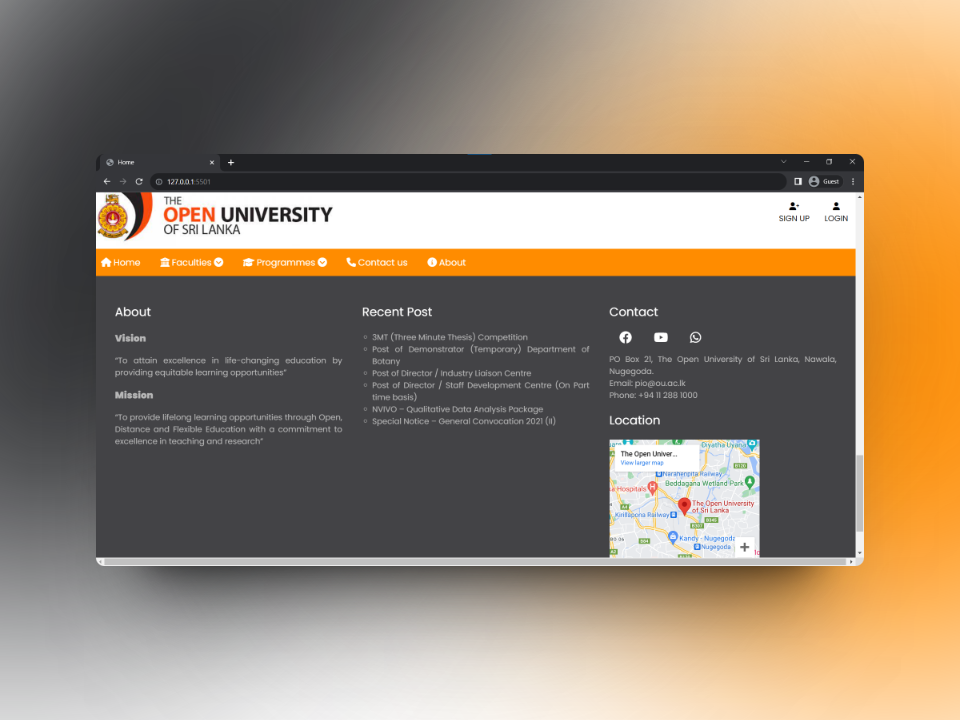 Home
127.0.0.1:5501
Guest
THE
OPEN UNIVERSITY
OF SRI LANKA
SIGN UP
LOGIN
Home
Faculties
Programmes
Contact us
About
About
Vision
"To attain excellence in life-changing education by
providing equitable learning opportunities"
Mission
"To provide lifelong learning opportunities through Open,
Distance and Flexible Education with a commitment to
excellence in teaching and research"
Recent Post
3MT (Three Minute Thesis) Competition
Post of Demonstrator (Temporary) Department of
Botany
Post of Director / Industry Liaison Centre
Post of Director / Staff Development Centre (On Part
time basis)
NVIVO – Qualitative Data Analysis Package
Special Notice – General Convocation 2021 (II)
Contact
PO Box 21, The Open University of Sri Lanka, Nawala,
Nugegoda.
Email: pio@ou.ac.lk
Phone: +94 11 288 1000
Location
Diyatha Uyana
The Open Univer...
View larger map
Narahenpita Railway
Beddagana Wetland Park
Hospitals
The Open University
of Sri Lanka
Kirillapona Railway
Kandy - Nugegoda
Nugegoda